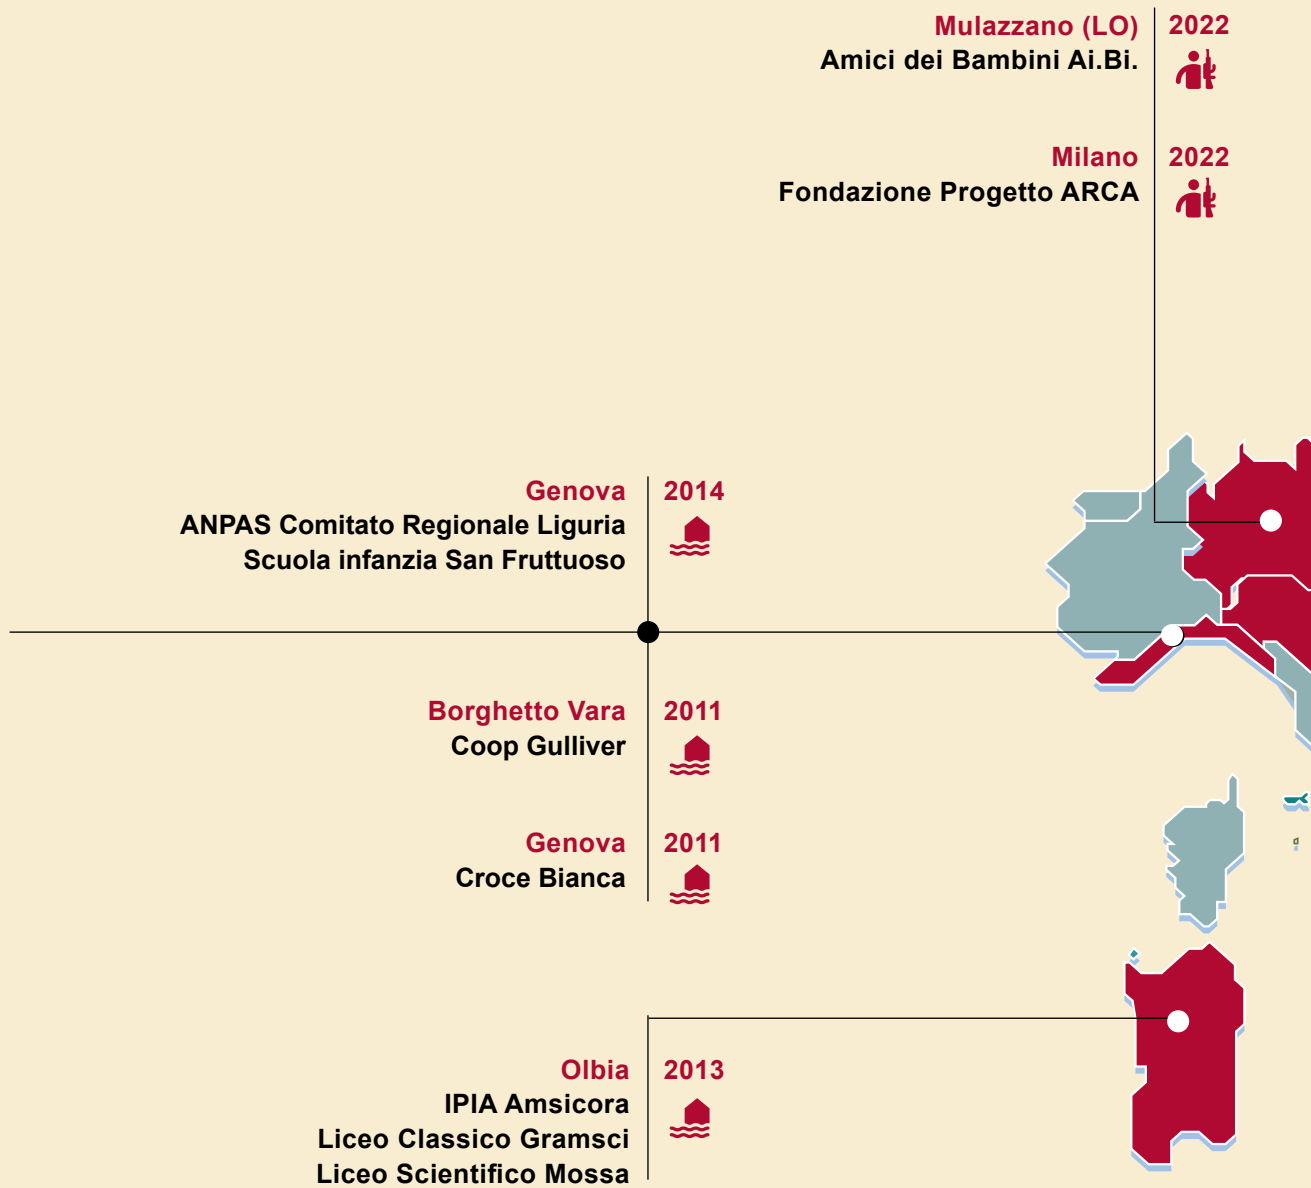 Mulazzano (LO) 2022
Amici dei Bambini Ai.Bi.
Milano 2022
Fondazione Progetto ARCA
Genova 2014
ANPAS Comitato Regionale Liguria
Scuola infanzia San Fruttuoso
Borghetto Vara 2011
Coop Gulliver
Genova 2011
Croce Bianca
Olbia 2013
IPIA Amsicora
Liceo Classico Gramsci
Liceo Scientifico Mossa